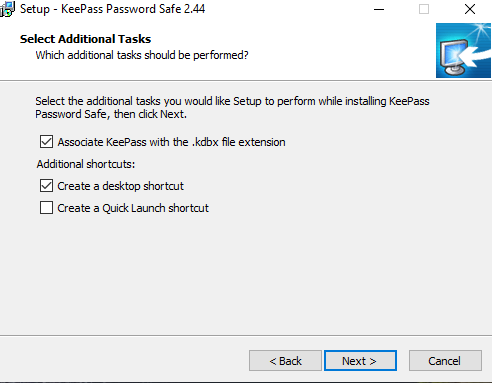 Setup - KeePass Password Safe 2.44
Select Additional Tasks
Which additional tasks should be performed?
Select the additional tasks you would like Setup to perform while installing KeePass
Password Safe, then click Next.
Associate KeePass with the .kdbx file extension
Additional shortcuts:
Create a desktop shortcut
Create a Quick Launch shortcut
< Back
Next >
Cancel